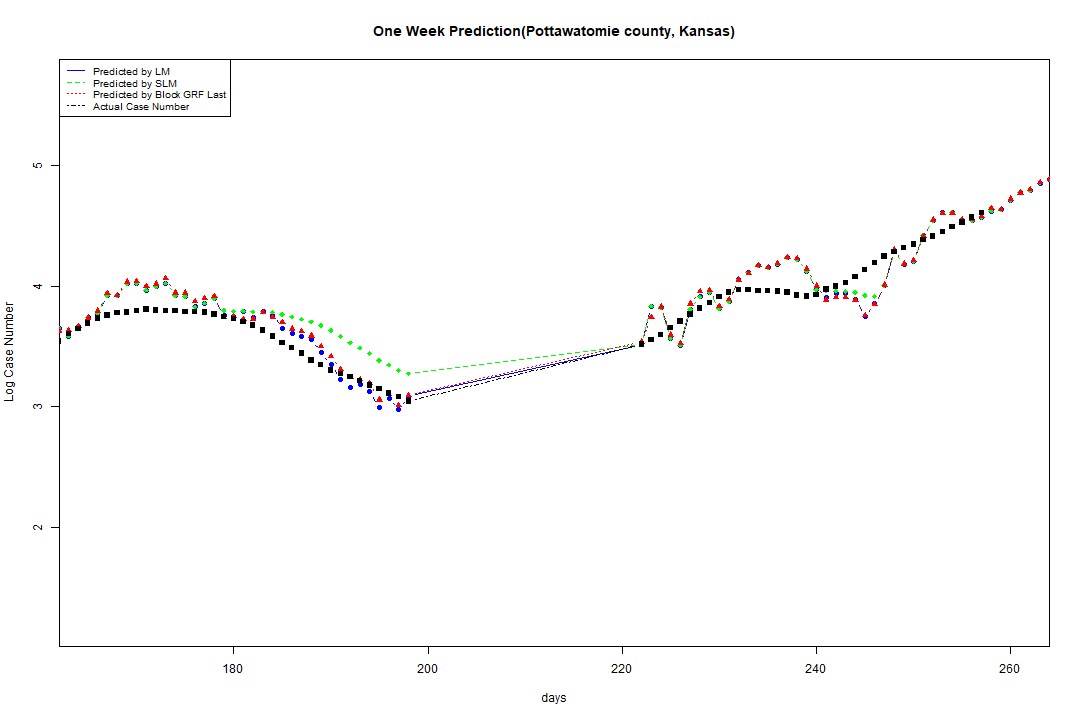 One Week Prediction(Pottawatomie county, Kansas)
Predicted by LM
Predicted by SLM
Predicted by Block GRF Last
Actual Case Number
5
4
3
2
Log Case Number
180 200 220 240 260
days